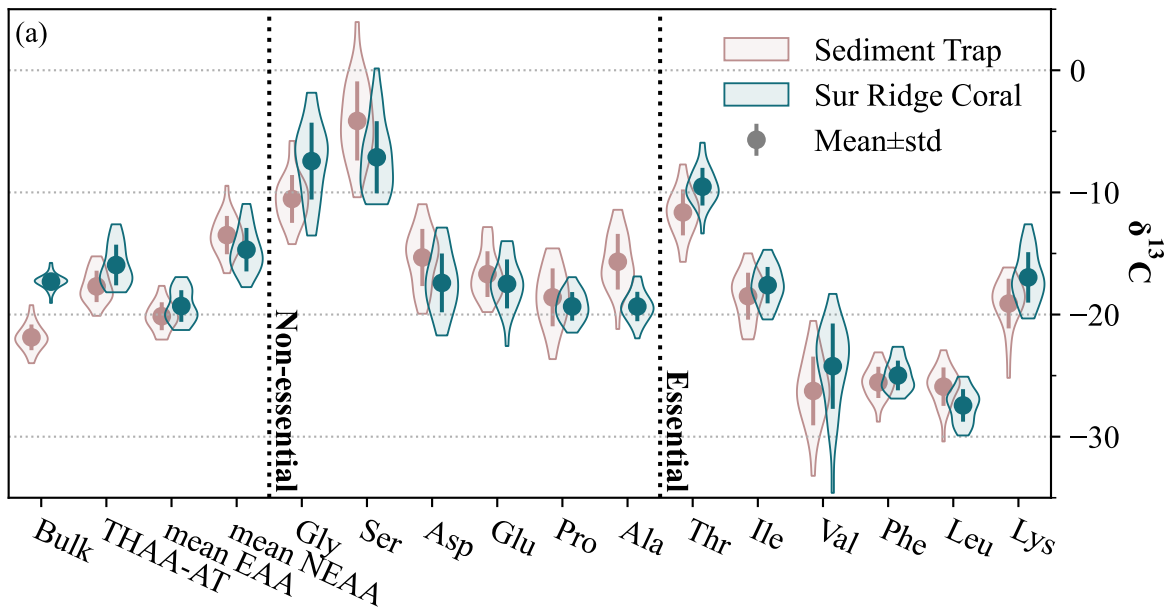 (a)
Sediment Trap
Sur Ridge Coral
Mean±std
0
−10
−20
−30
δ¹³C
Non-essential
Essential
Bulk
THAA-AT
mean EAA
mean NEAA
Gly
Ser
Asp
Glu
Pro
Ala
Thr
Ile
Val
Phe
Leu
Lys